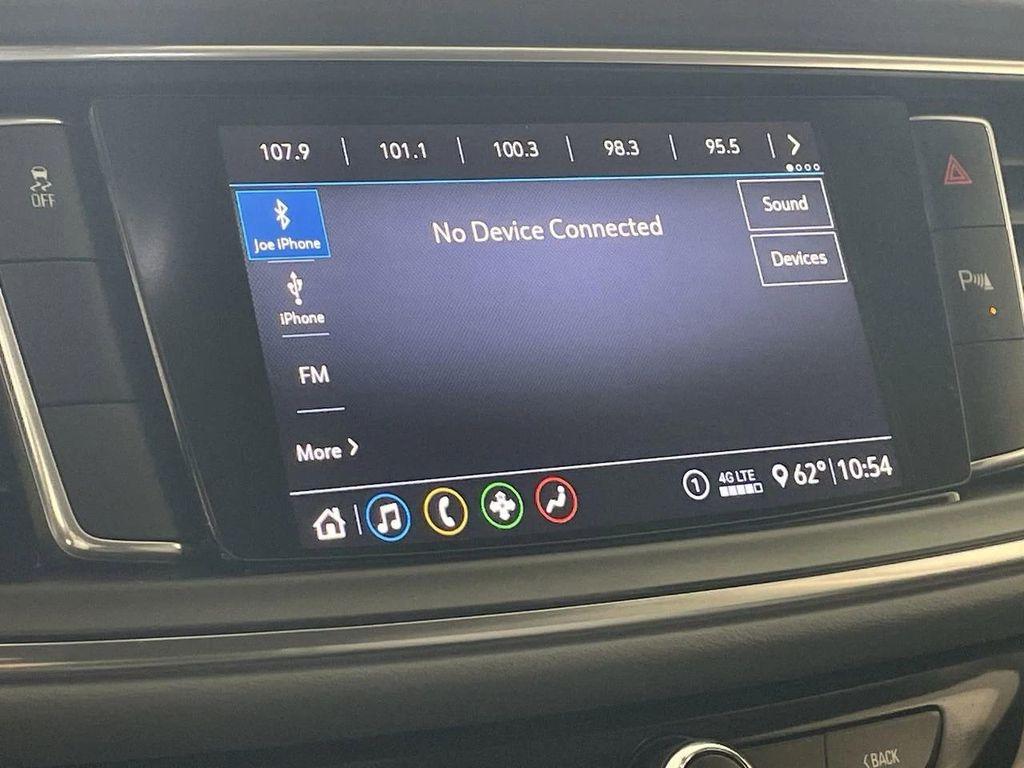 107.9 | 101.1 | 100.3 | 98.3 | 95.5 |
OFF
Joe iPhone
No Device Connected
Sound
Devices
iPhone
FM
More
1 4G LTE 62° 10:54
P
BACK